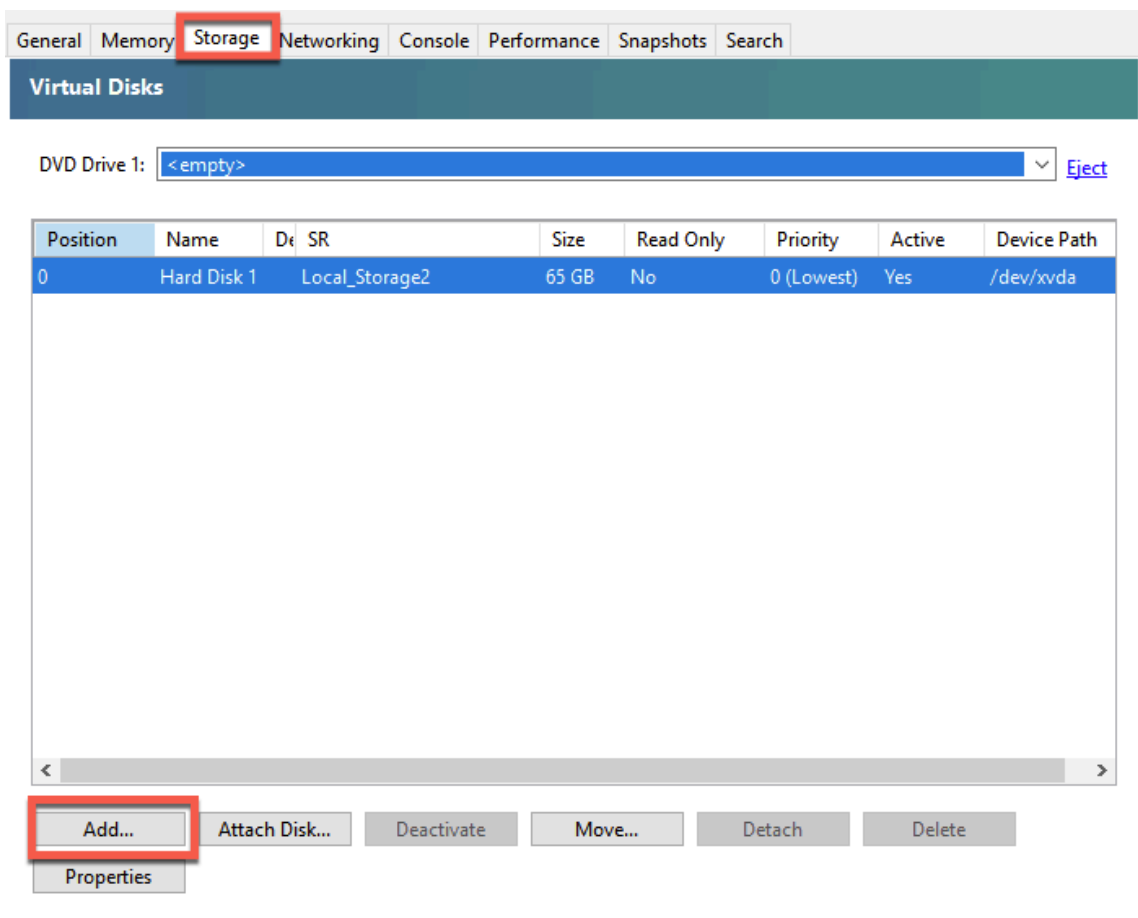 General Memory Storage Networking Console Performance Snapshots Search
Virtual Disks
DVD Drive 1: <empty> Eject
Position Name De SR Size Read Only Priority Active Device Path
0 Hard Disk 1 Local_Storage2 65 GB No 0 (Lowest) Yes /dev/xvda
Add... Attach Disk... Deactivate Move... Detach Delete
Properties